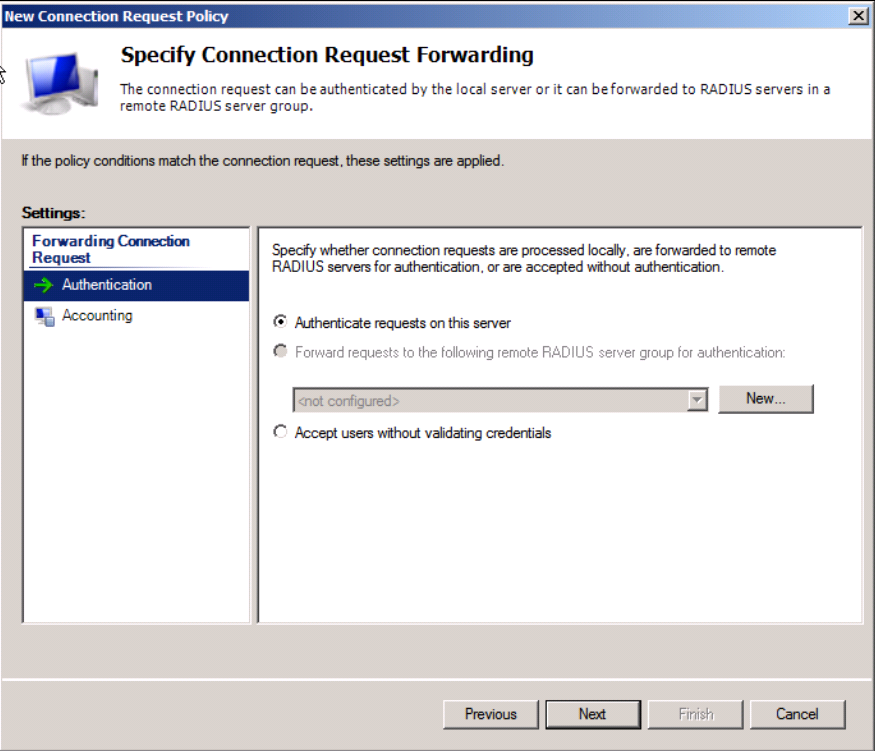 New Connection Request Policy
Specify Connection Request Forwarding
The connection request can be authenticated by the local server or it can be forwarded to RADIUS servers in a
remote RADIUS server group.
If the policy conditions match the connection request, these settings are applied.
Settings:
Forwarding Connection
Request
Authentication
Accounting
Specify whether connection requests are processed locally, are forwarded to remote
RADIUS servers for authentication, or are accepted without authentication.
Authenticate requests on this server
Forward requests to the following remote RADIUS server group for authentication:
<not configured>
New...
Accept users without validating credentials
Previous
Next
Finish
Cancel